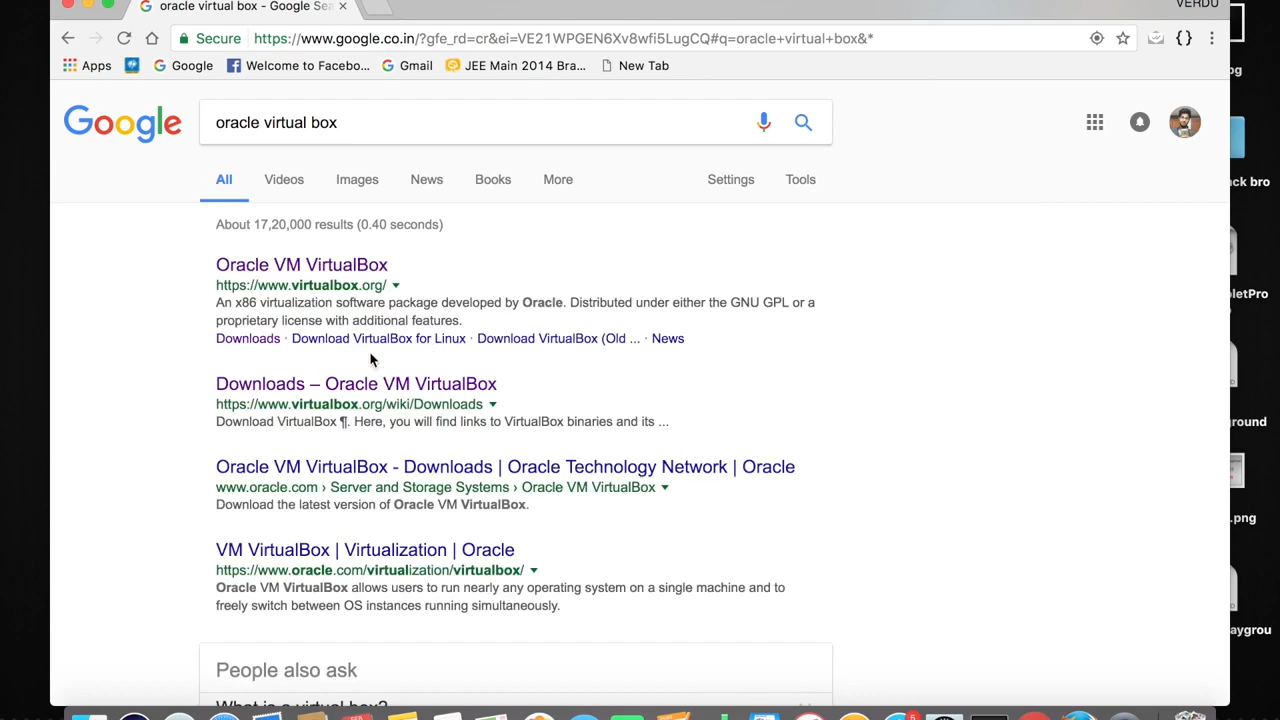 oracle virtual box - Google Sea
VERDU
Secure https://www.google.co.in/?gfe_rd=cr&ei=VE21WPGEN6Xv8wfi5LugCQ#q=oracle+virtual+box&*
Apps Google Welcome to Facebo... Gmail JEE Main 2014 Bra... New Tab
Google
oracle virtual box
All Videos Images News Books More Settings Tools
About 17,20,000 results (0.40 seconds)
Oracle VM VirtualBox
https://www.virtualbox.org/
An x86 virtualization software package developed by Oracle. Distributed under either the GNU GPL or a
proprietary license with additional features.
Downloads · Download VirtualBox for Linux · Download VirtualBox (Old ... · News
Downloads – Oracle VM VirtualBox
https://www.virtualbox.org/wiki/Downloads
Download VirtualBox ¶. Here, you will find links to VirtualBox binaries and its ...
Oracle VM VirtualBox - Downloads | Oracle Technology Network | Oracle
www.oracle.com › Server and Storage Systems › Oracle VM VirtualBox
Download the latest version of Oracle VM VirtualBox.
VM VirtualBox | Virtualization | Oracle
https://www.oracle.com/virtualization/virtualbox/
Oracle VM VirtualBox allows users to run nearly any operating system on a single machine and to
freely switch between OS instances running simultaneously.
People also ask
What is a virtual box?
ck bro
letPro
round
.png
aygrou
5